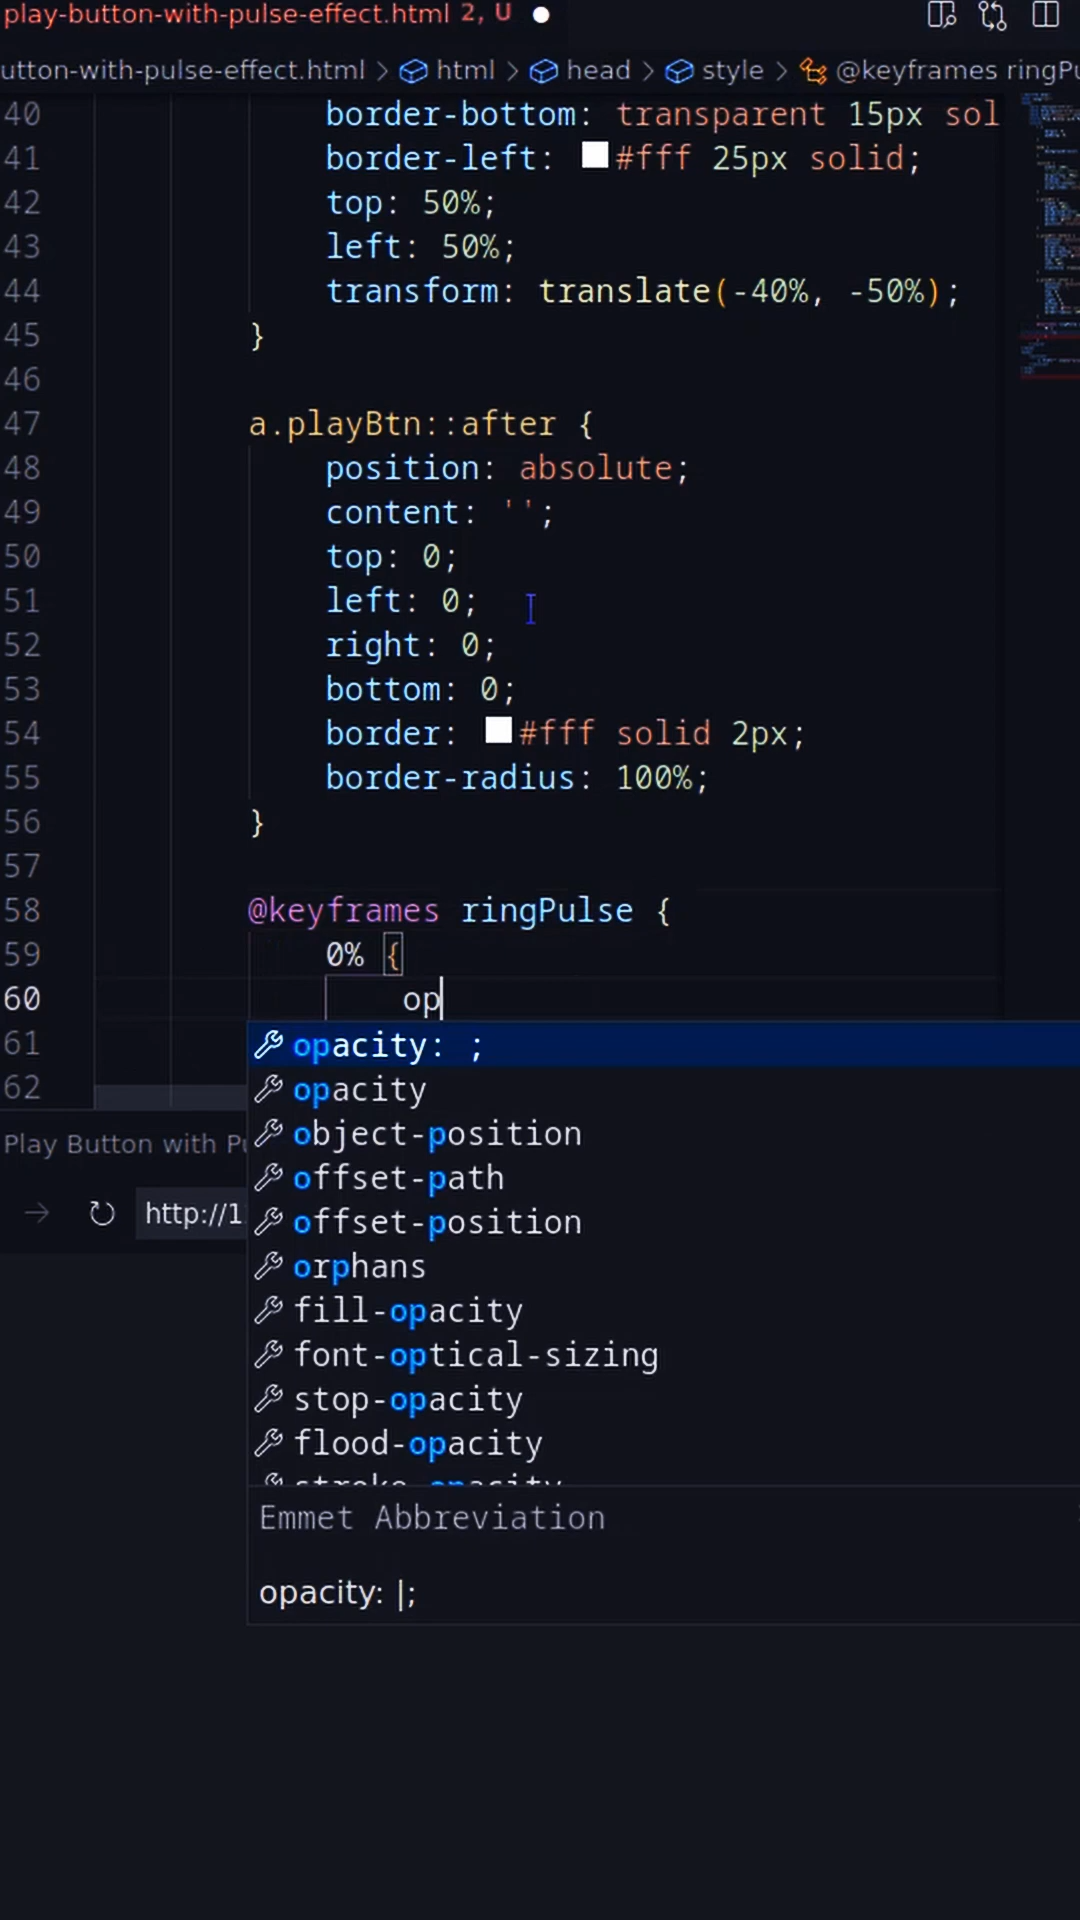 play-button-with-pulse-effect.html 2, U
utton-with-pulse-effect.html > html > head > style > @keyframes ringPu
40 border-bottom: transparent 15px sol
41 border-left: #fff 25px solid;
42 top: 50%;
43 left: 50%;
44 transform: translate(-40%, -50%);
45 }
46
47 a.playBtn::after {
48 position: absolute;
49 content: '';
50 top: 0;
51 left: 0;
52 right: 0;
53 bottom: 0;
54 border: #fff solid 2px;
55 border-radius: 100%;
56 }
57
58 @keyframes ringPulse {
59 0% {
60 op
61 opacity: ;
62 opacity
object-position
Play Button with Pu
offset-path
http://1
offset-position
orphans
fill-opacity
font-optical-sizing
stop-opacity
flood-opacity
stroke-opacity
Emmet Abbreviation
opacity: |;